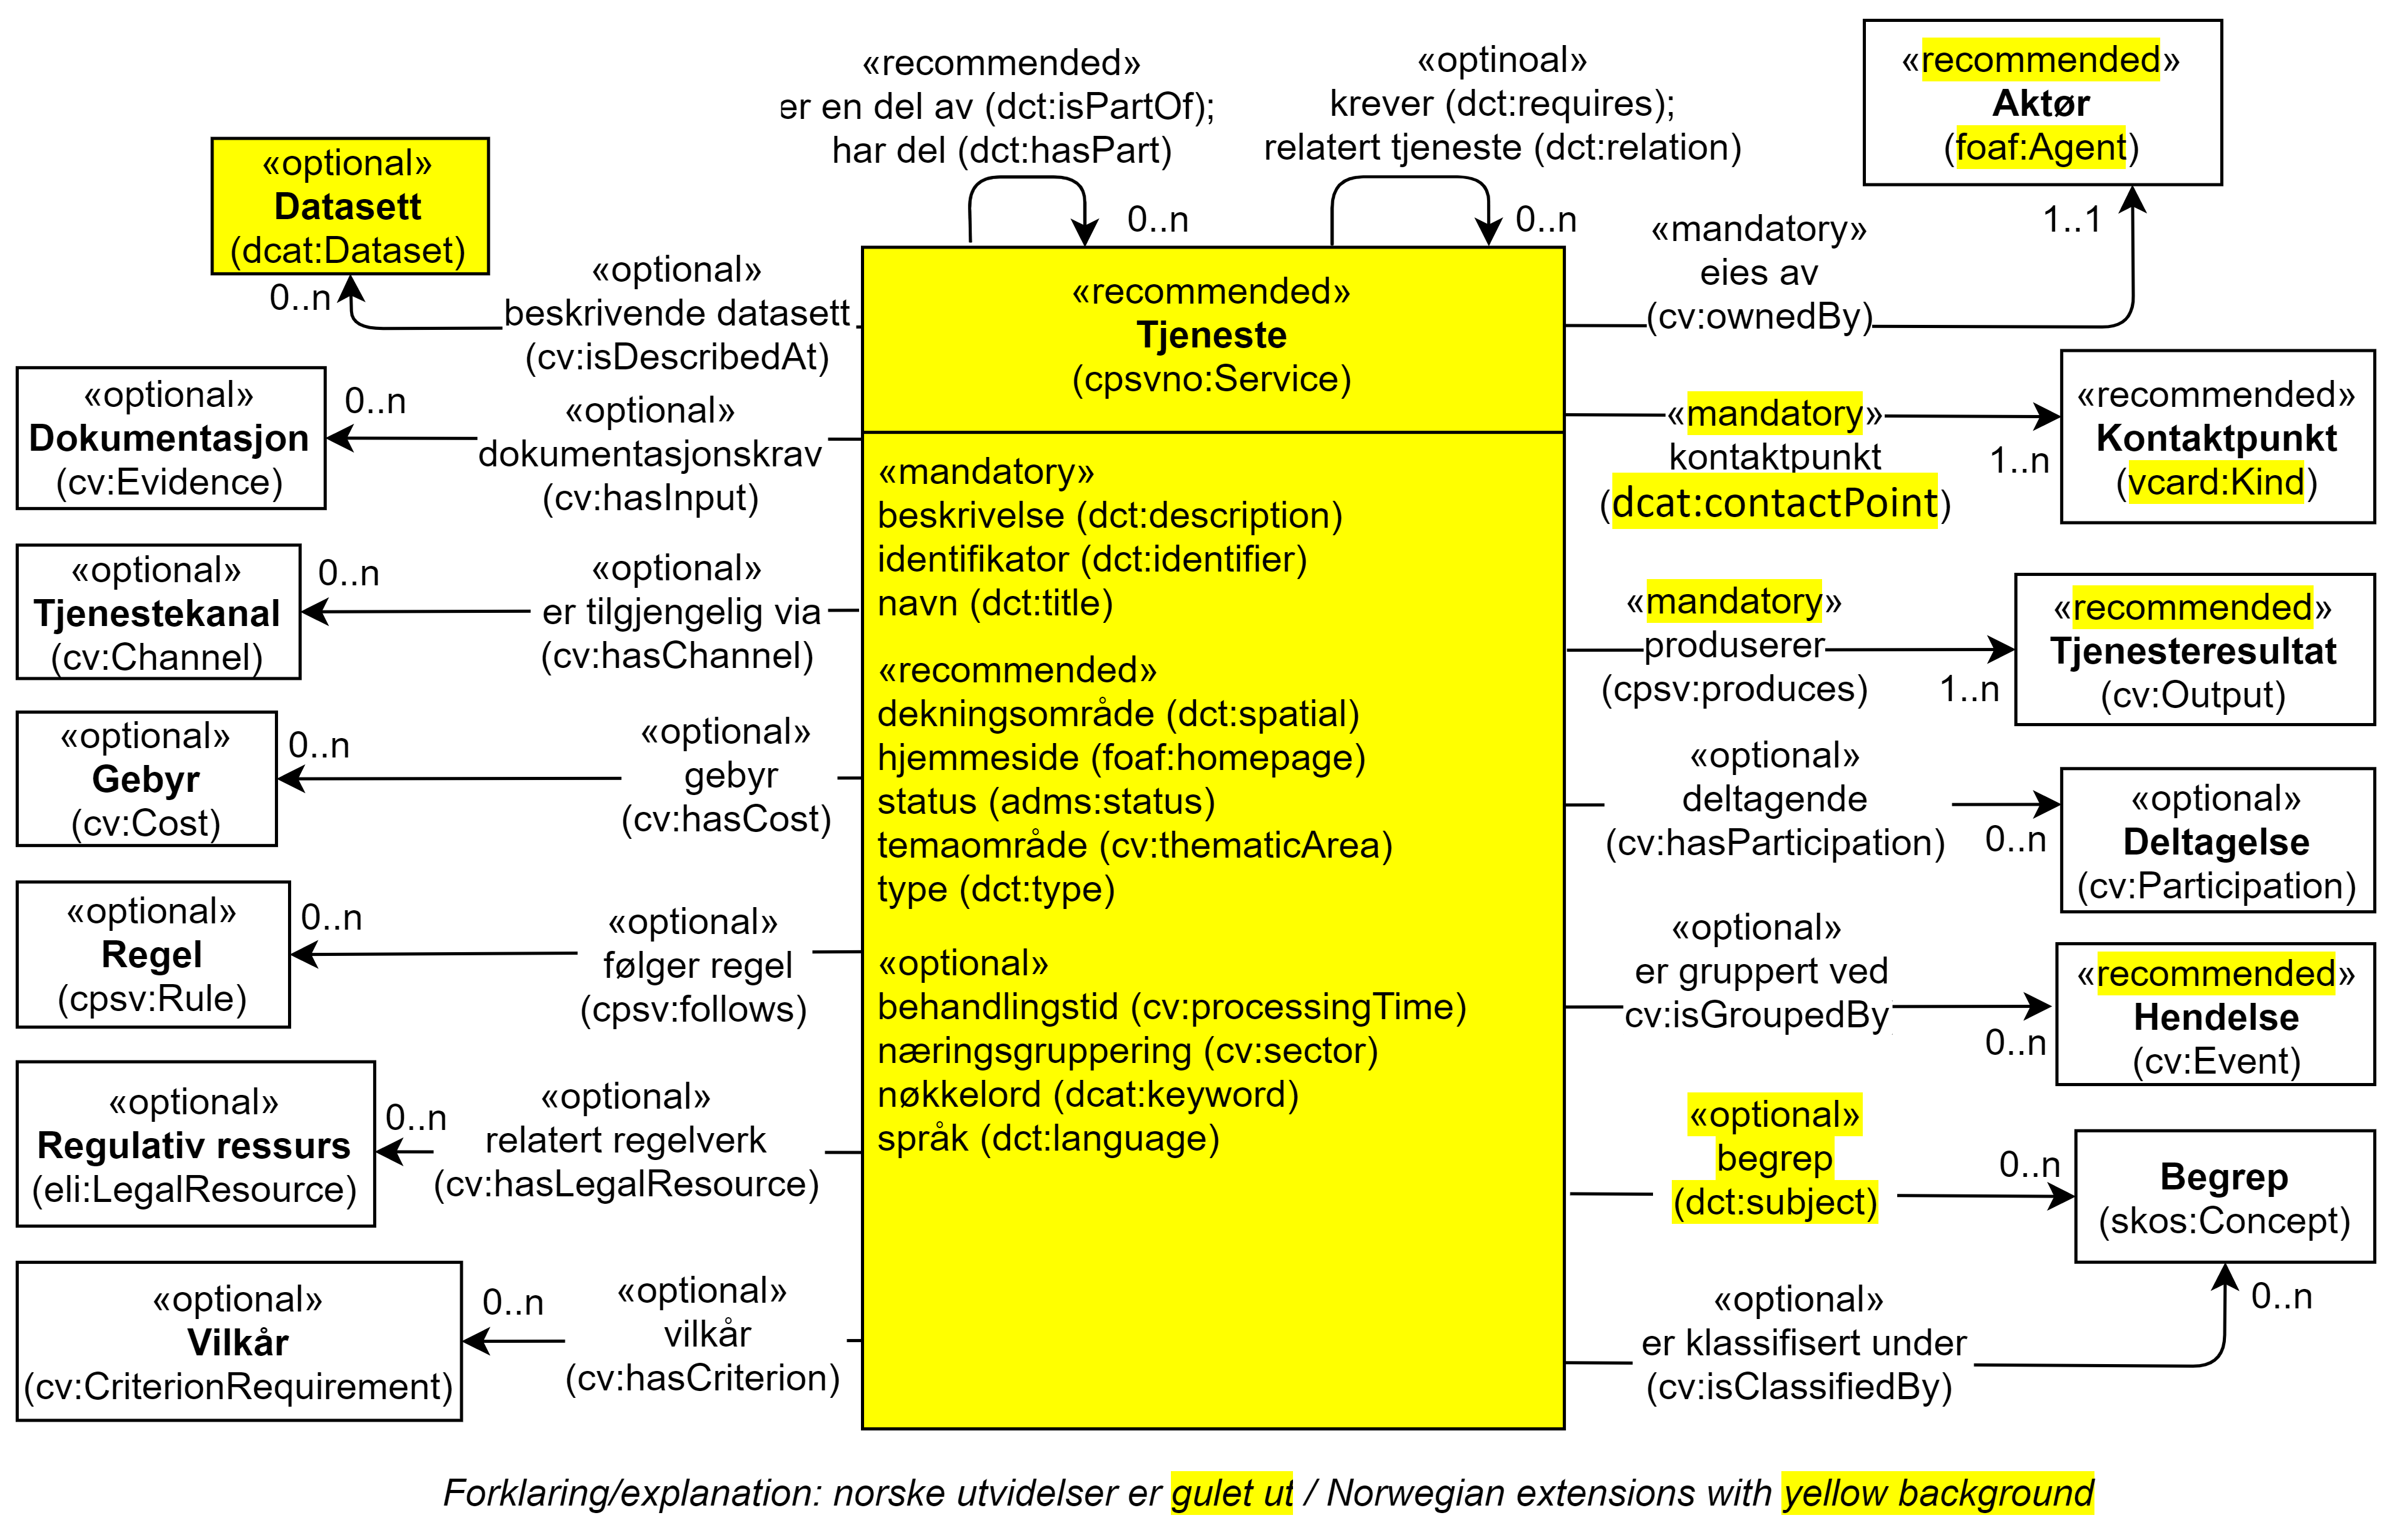 «recommended»
er en del av (dct:isPartOf);
har del (dct:hasPart)
0..n
«optinoal»
krever (dct:requires);
relatert tjeneste (dct:relation)
0..n
«recommended»
Aktør
(foaf:Agent)
1..1
«mandatory»
eies av
(cv:ownedBy)
«optional»
Datasett
(dcat:Dataset)
0..n
«optional»
beskrivende datasett
(cv:isDescribedAt)
«optional»
Dokumentasjon
(cv:Evidence)
0..n
«optional»
dokumentasjonskrav
(cv:hasInput)
«optional»
Tjenestekanal
(cv:Channel)
0..n
«optional»
er tilgjengelig via
(cv:hasChannel)
«optional»
Gebyr
(cv:Cost)
0..n
«optional»
gebyr
(cv:hasCost)
«optional»
Regel
(cpsv:Rule)
0..n
«optional»
følger regel
(cpsv:follows)
«optional»
Regulativ ressurs
(eli:LegalResource)
0..n
«optional»
relatert regelverk
(cv:hasLegalResource)
«optional»
Vilkår
(cv:CriterionRequirement)
0..n
«optional»
vilkår
(cv:hasCriterion)
«recommended»
Tjeneste
(cpsvno:Service)
«mandatory»
beskrivelse (dct:description)
identifikator (dct:identifier)
navn (dct:title)
«recommended»
dekningsområde (dct:spatial)
hjemmeside (foaf:homepage)
status (adms:status)
temaområde (cv:thematicArea)
type (dct:type)
«optional»
behandlingstid (cv:processingTime)
næringsgruppering (cv:sector)
nøkkelord (dcat:keyword)
språk (dct:language)
«mandatory»
kontaktpunkt
(dcat:contactPoint)
1..n
«recommended»
Kontaktpunkt
(vcard:Kind)
«mandatory»
produserer
(cpsv:produces)
1..n
«recommended»
Tjenesteresultat
(cv:Output)
«optional»
deltagende
(cv:hasParticipation)
0..n
«optional»
Deltagelse
(cv:Participation)
«optional»
er gruppert ved
cv:isGroupedBy
0..n
«recommended»
Hendelse
(cv:Event)
«optional»
begrep
(dct:subject)
0..n
Begrep
(skos:Concept)
«optional»
er klassifisert under
(cv:isClassifiedBy)
0..n
Forklaring/explanation: norske utvidelser er gulet ut / Norwegian extensions with yellow background